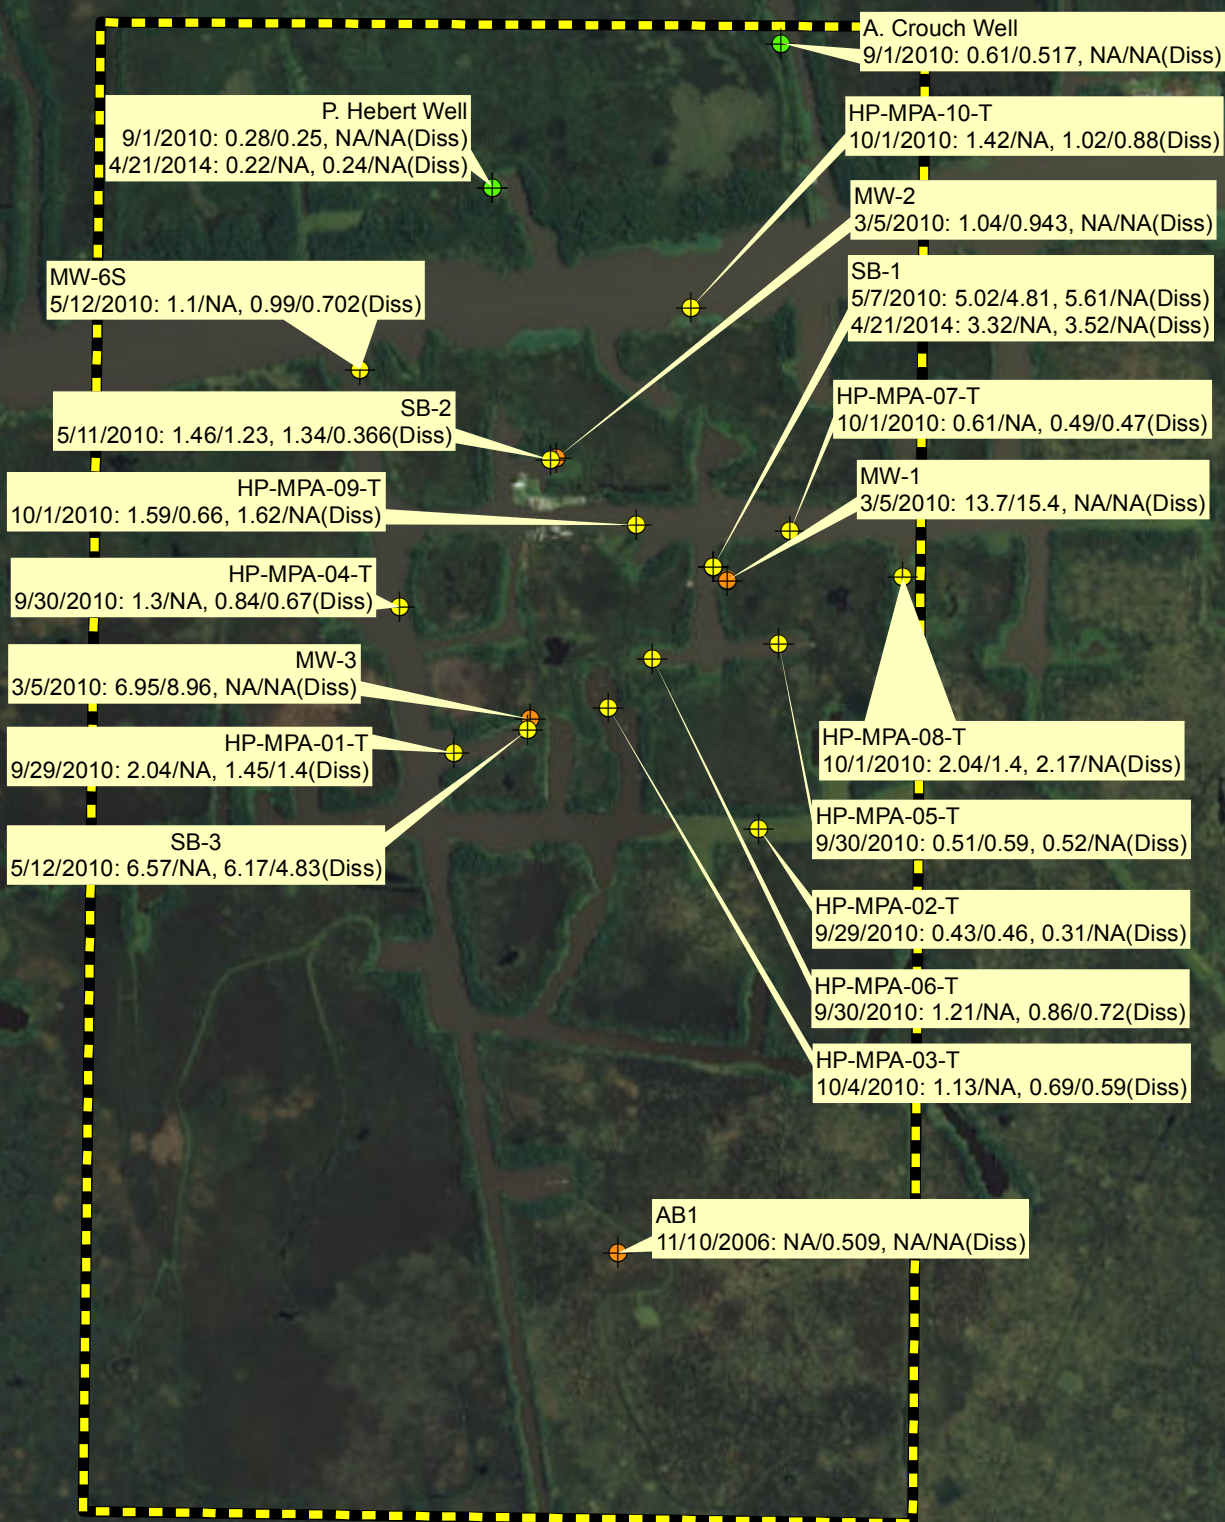 A. Crouch Well
9/1/2010: 0.61/0.517, NA/NA(Diss)
P. Hebert Well
9/1/2010: 0.28/0.25, NA/NA(Diss)
4/21/2014: 0.22/NA, 0.24/NA(Diss)
HP-MPA-10-T
10/1/2010: 1.42/NA, 1.02/0.88(Diss)
MW-2
3/5/2010: 1.04/0.943, NA/NA(Diss)
MW-6S
5/12/2010: 1.1/NA, 0.99/0.702(Diss)
SB-1
5/7/2010: 5.02/4.81, 5.61/NA(Diss)
4/21/2014: 3.32/NA, 3.52/NA(Diss)
SB-2
5/11/2010: 1.46/1.23, 1.34/0.366(Diss)
HP-MPA-07-T
10/1/2010: 0.61/NA, 0.49/0.47(Diss)
HP-MPA-09-T
10/1/2010: 1.59/0.66, 1.62/NA(Diss)
MW-1
3/5/2010: 13.7/15.4, NA/NA(Diss)
HP-MPA-04-T
9/30/2010: 1.3/NA, 0.84/0.67(Diss)
MW-3
3/5/2010: 6.95/8.96, NA/NA(Diss)
HP-MPA-01-T
9/29/2010: 2.04/NA, 1.45/1.4(Diss)
HP-MPA-08-T
10/1/2010: 2.04/1.4, 2.17/NA(Diss)
SB-3
5/12/2010: 6.57/NA, 6.17/4.83(Diss)
HP-MPA-05-T
9/30/2010: 0.51/0.59, 0.52/NA(Diss)
HP-MPA-02-T
9/29/2010: 0.43/0.46, 0.31/NA(Diss)
HP-MPA-06-T
9/30/2010: 1.21/NA, 0.86/0.72(Diss)
HP-MPA-03-T
10/4/2010: 1.13/NA, 0.69/0.59(Diss)
AB1
11/10/2006: NA/0.509, NA/NA(Diss)